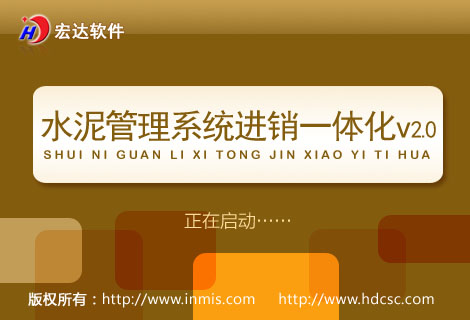 HD 宏达软件
水泥管理系统进销一体化v2.0
SHUI NI GUAN LI XI TONG JIN XIAO YI TI HUA
正在启动……
版权所有：http://www.inmis.com http://www.hdcsc.com